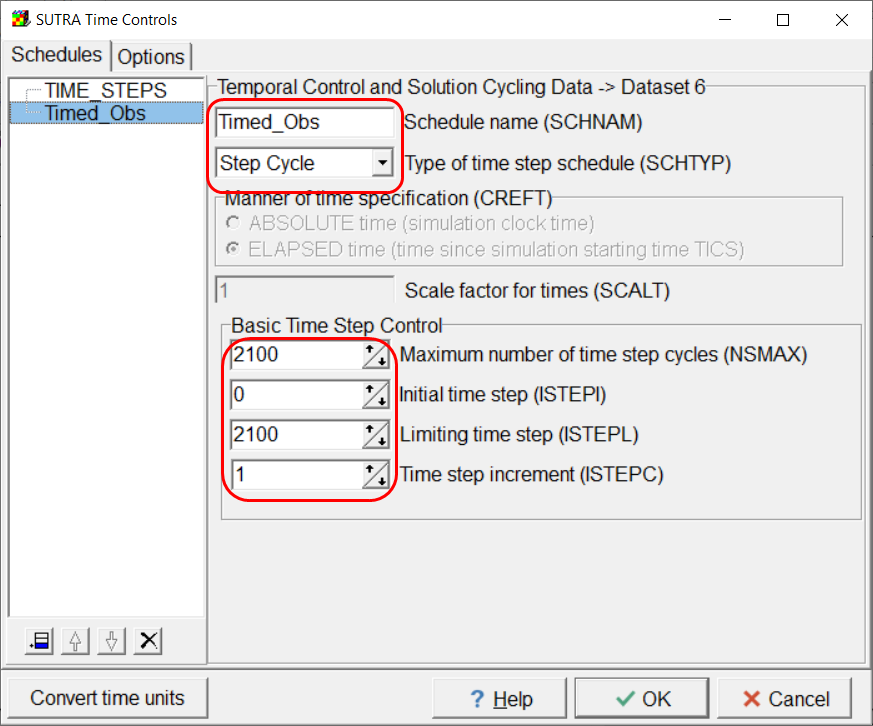 SUTRA Time Controls
Schedules Options
TIME_STEPS
Timed_Obs
Temporal Control and Solution Cycling Data -> Dataset 6
Timed_Obs Schedule name (SCHNAM)
Step Cycle Type of time step schedule (SCHTYP)
Manner of time specification (CREFT)
ABSOLUTE time (simulation clock time)
ELAPSED time (time since simulation starting time TICS)
1 Scale factor for times (SCALT)
Basic Time Step Control
2100 Maximum number of time step cycles (NSMAX)
0 Initial time step (ISTEPI)
2100 Limiting time step (ISTEPL)
1 Time step increment (ISTEPC)
Convert time units ? Help OK Cancel